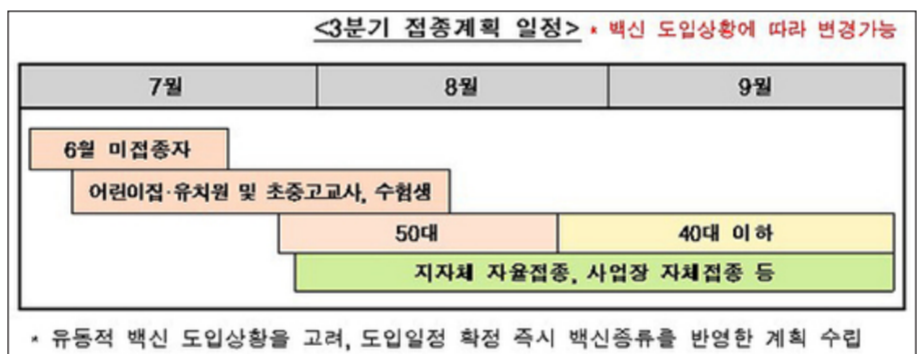 <3분기 접종계획 일정> * 백신 도입상황에 따라 변경가능
7월 8월 9월
6월 미접종자
어린이집·유치원 및 초중고교사, 수험생
50대 40대 이하
지자체 자율접종, 사업장 자체접종 등
* 유동적 백신 도입상황을 고려, 도입일정 확정 즉시 백신종류를 반영한 계획 수립